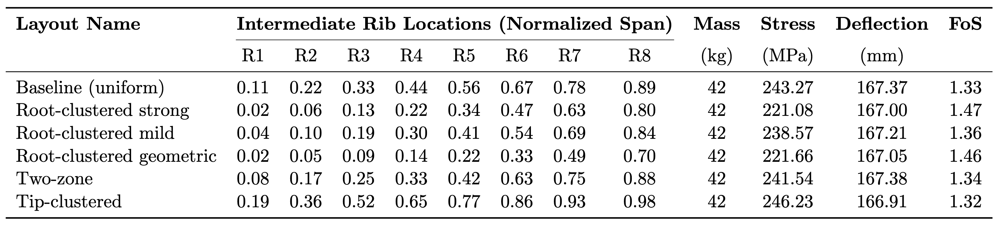 Layout Name Intermediate Rib Locations (Normalized Span) Mass Stress Deflection FoS
R1 R2 R3 R4 R5 R6 R7 R8 (kg) (MPa) (mm)
Baseline (uniform) 0.11 0.22 0.33 0.44 0.56 0.67 0.78 0.89 42 243.27 167.37 1.33
Root-clustered strong 0.02 0.06 0.13 0.22 0.34 0.47 0.63 0.80 42 221.08 167.00 1.47
Root-clustered mild 0.04 0.10 0.19 0.30 0.41 0.54 0.69 0.84 42 238.57 167.21 1.36
Root-clustered geometric 0.02 0.05 0.09 0.14 0.22 0.33 0.49 0.70 42 221.66 167.05 1.46
Two-zone 0.08 0.17 0.25 0.33 0.42 0.63 0.75 0.88 42 241.54 167.38 1.34
Tip-clustered 0.19 0.36 0.52 0.65 0.77 0.86 0.93 0.98 42 246.23 166.91 1.32